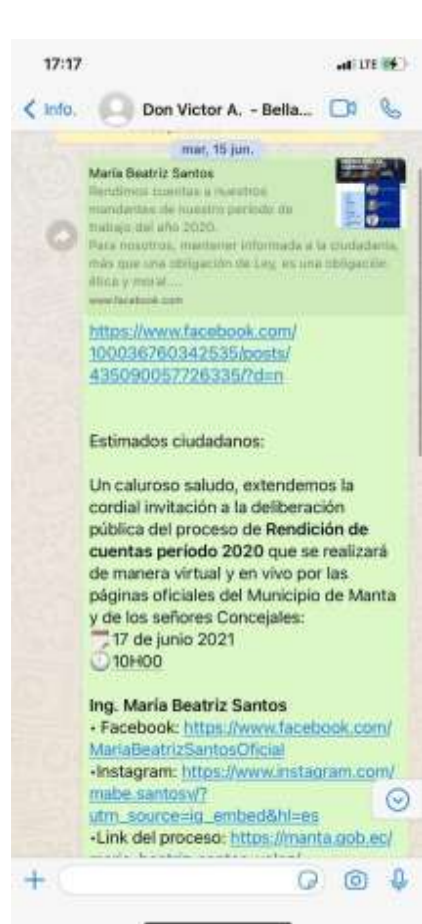 17:17
LTE
Info.
Don Victor A. - Bella...
mar, 15 jun.
María Beatriz Santos
Rendimos cuentas a nuestros
mandantes de nuestro periodo de
trabajo del año 2020.
Para nosotros, mantener informada a la ciudadanía,
más que una obligación de Ley, es una obligación
ética y moral....
www.facebook.com
https://www.facebook.com/
100036760342535/posts/
435090057726335/?d=n
Estimados ciudadanos:
Un caluroso saludo, extendemos la
cordial invitación a la deliberación
pública del proceso de Rendición de
cuentas período 2020 que se realizará
de manera virtual y en vivo por las
páginas oficiales del Municipio de Manta
y de los señores Concejales:
17 de junio 2021
10H00
Ing. María Beatriz Santos
• Facebook: https://www.facebook.com/
MariaBeatrizSantosOficial
•Instagram: https://www.instagram.com/
mabe.santosv/?
utm_source=ig_embed&hl=es
•Link del proceso: https://manta.gob.ec/